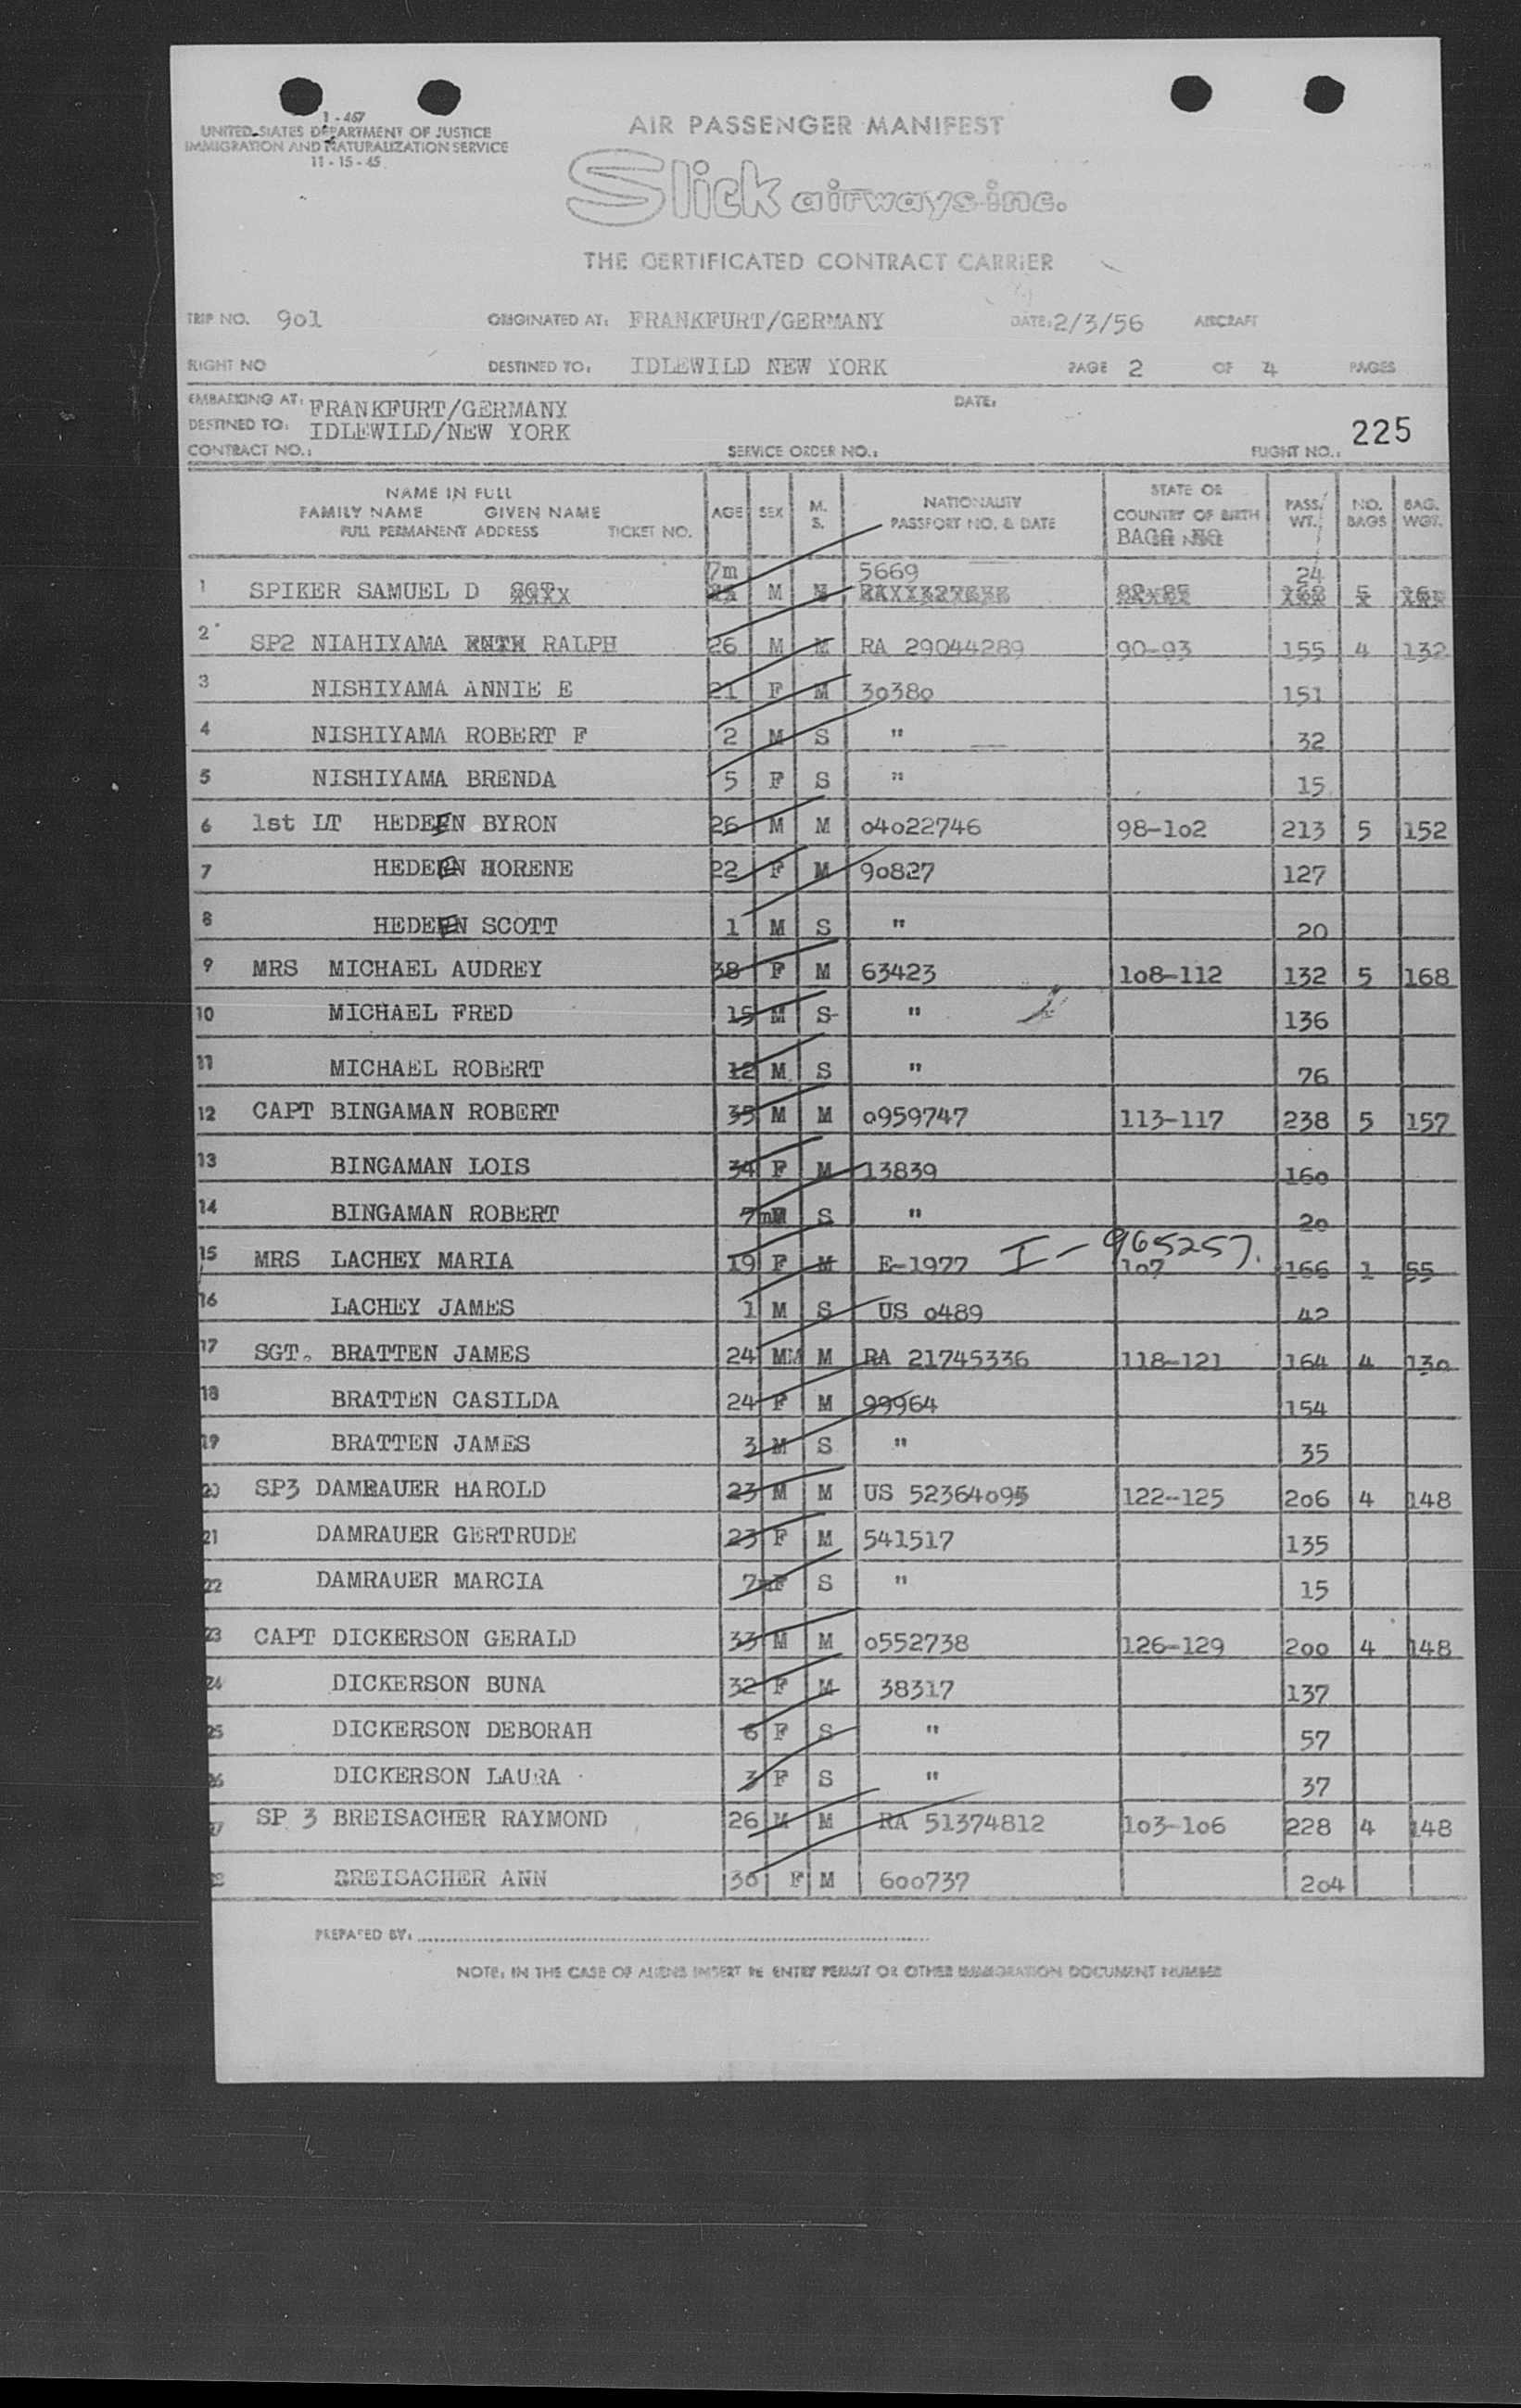 1 - 467
UNITED STATES DEPARTMENT OF JUSTICE
IMMIGRATION AND NATURALIZATION SERVICE
11 - 15 - 45
AIR PASSENGER MANIFEST
Slick airways inc.
THE CERTIFICATED CONTRACT CARRIER
TRIP NO. 901 ORIGINATED AT: FRANKFURT/GERMANY DATE: 2/3/56 AIRCRAFT
FLIGHT NO DESTINED TO: IDLEWILD NEW YORK PAGE 2 OF 4 PAGES
EMBARKING AT: FRANKFURT/GERMANY DATE:
DESTINED TO: IDLEWILD/NEW YORK
CONTRACT NO.: SERVICE ORDER NO.: FLIGHT NO.: 225
NAME IN FULL
FAMILY NAME GIVEN NAME
FULL PERMANENT ADDRESS TICKET NO.
AGE SEX M. S. NATIONALITY PASSPORT NO. & DATE STATE OR COUNTRY OF BIRTH BAGG NO PASS. WT. NO. BAGS BAG. WGT.
1 SPIKER SAMUEL D 7m M 5669 24
2 SP2 NIAHIYAMA RALPH 26 M M RA 29044289 90-93 155 4 132
3 NISHIYAMA ANNIE E 21 F M 30380 151
4 NISHIYAMA ROBERT F 2 M S " 32
5 NISHIYAMA BRENDA 5 F S " 15
6 1st LT HEDEEN BYRON 26 M M 04022746 98-102 213 5 152
7 HEDEEN HORENE 22 F M 90827 127
8 HEDEEN SCOTT 1 M S " 20
9 MRS MICHAEL AUDREY 38 F M 63423 108-112 132 5 168
10 MICHAEL FRED 15 M S " 136
11 MICHAEL ROBERT 12 M S " 76
12 CAPT BINGAMAN ROBERT 35 M M 0959747 113-117 238 5 157
13 BINGAMAN LOIS 34 F M 13839 160
14 BINGAMAN ROBERT 7m M S " 20
15 MRS LACHEY MARIA 19 F M E-1977 I-965257. 107 166 1 55
16 LACHEY JAMES 1 M S US 0489 42
17 SGT. BRATTEN JAMES 24 M M RA 21745336 118-121 164 4 130
18 BRATTEN CASILDA 24 F M 99964 154
19 BRATTEN JAMES 3 M S " 35
20 SP3 DAMRAUER HAROLD 23 M M US 52364095 122-125 206 4 148
21 DAMRAUER GERTRUDE 23 F M 541517 135
22 DAMRAUER MARCIA 7m F S " 15
23 CAPT DICKERSON GERALD 33 M M 0552738 126-129 200 4 148
24 DICKERSON BUNA 32 F M 38317 137
25 DICKERSON DEBORAH 6 F S " 57
26 DICKERSON LAURA 3 F S " 37
27 SP 3 BREISACHER RAYMOND 26 M M RA 51374812 103-106 228 4 148
28 BREISACHER ANN 30 F M 600737 204
PREPARED BY:
NOTE: IN THE CASE OF ALIENS INSERT RE ENTRY PERMIT OR OTHER IMMIGRATION DOCUMENT NUMBER